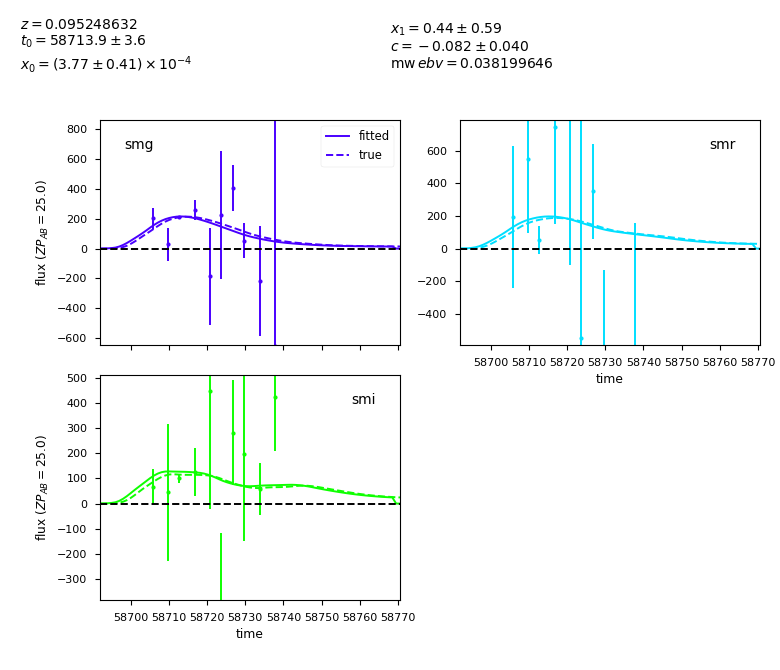 z = 0.095248632
t₀ = 58713.9 ± 3.6
x₀ = (3.77 ± 0.41) × 10⁻⁴
x₁ = 0.44 ± 0.59
c = −0.082 ± 0.040
mw ebv = 0.038199646
smg
fitted
true
800
600
400
200
0
−200
−400
−600
flux (ZP_AB = 25.0)
smr
600
400
200
0
−200
−400
58700 58710 58720 58730 58740 58750 58760 58770
time
smi
500
400
300
200
100
0
−100
−200
−300
flux (ZP_AB = 25.0)
58700 58710 58720 58730 58740 58750 58760 58770
time